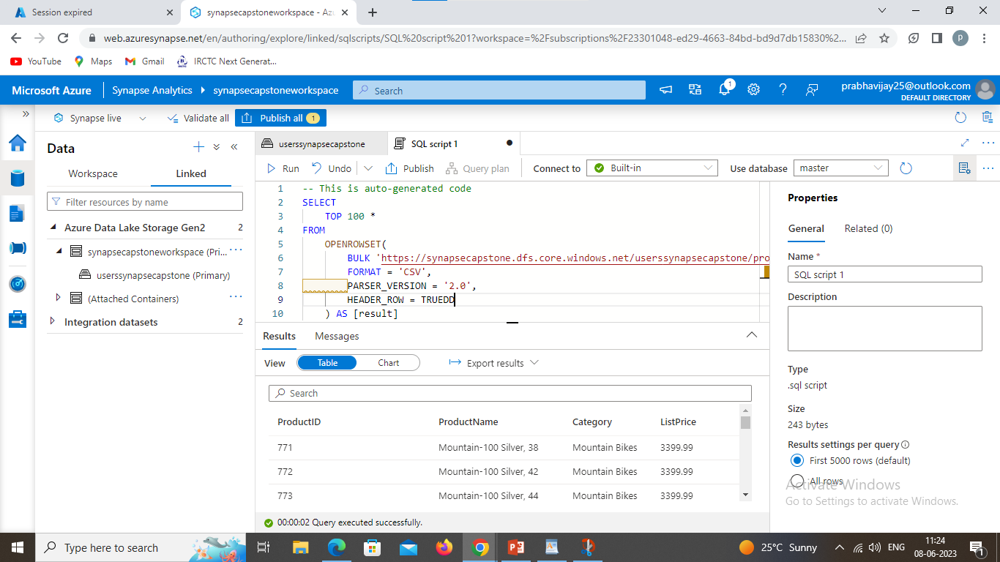 Session expired
synapsecapstoneworkspace - Az
web.azuresynapse.net/en/authoring/explore/linked/sqlscripts/SQL%20script%201?workspace=%2Fsubscriptions%2F23301048-ed29-4663-84bd-bd9d7db15830%2...
P
YouTube Maps Gmail IRCTC Next Generat...
Microsoft Azure Synapse Analytics synapsecapstoneworkspace Search 1 prabhavijay25@outlook.com
DEFAULT DIRECTORY
Synapse live Validate all Publish all 1
Data
Workspace Linked
Filter resources by name
Azure Data Lake Storage Gen2 2
synapsecapstoneworkspace (Pri...
userssynapsecapstone (Primary)
(Attached Containers)
Integration datasets 2
userssynapsecapstone SQL script 1
Run Undo Publish Query plan Connect to Built-in Use database master
1 -- This is auto-generated code
2 SELECT
3 TOP 100 *
4 FROM
5 OPENROWSET(
6 BULK 'https://synapsecapstone.dfs.core.windows.net/userssynapsecapstone/pro
7 FORMAT = 'CSV',
8 PARSER_VERSION = '2.0',
9 HEADER_ROW = TRUEDD
10 ) AS [result]
Results Messages
View Table Chart Export results
Search
ProductID ProductName Category ListPrice
771 Mountain-100 Silver, 38 Mountain Bikes 3399.99
772 Mountain-100 Silver, 42 Mountain Bikes 3399.99
773 Mountain-100 Silver, 44 Mountain Bikes 3399.99
00:00:02 Query executed successfully.
Properties
General Related (0)
Name *
SQL script 1
Description
Type
.sql script
Size
243 bytes
Results settings per query
First 5000 rows (default)
All rows
Activate Windows
Go to Settings to activate Windows.
Type here to search
25°C Sunny
ENG
11:24
08-06-2023
1